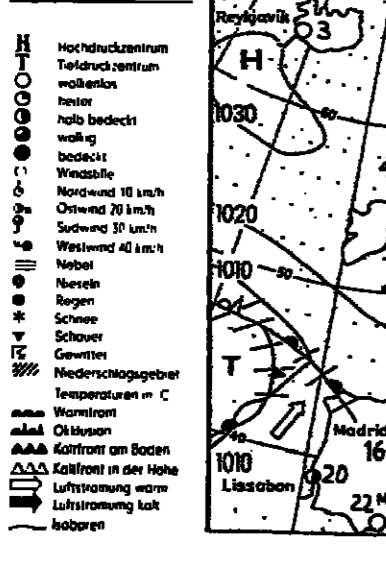 H Hochdruckzentrum
T Tiefdruckzentrum
wolkenlos
heiter
halb bedeckt
wolkig
bedeckt
Windstille
Nordwind 10 km/h
Ostwind 20 km/h
Südwind 30 km/h
Westwind 40 km/h
Nebel
Nieseln
Regen
Schnee
Schauer
Gewitter
Niederschlagsgebiet
Temperaturen in C
Warmfront
Okklusion
Kaltfront am Boden
Kaltfront in der Höhe
Luftströmung warm
Luftströmung kalt
Isobaren
Reykjavik
3
H
60
1030
1020
1010
50
T
40
1010
Madrid
16
Lissabon
20
22